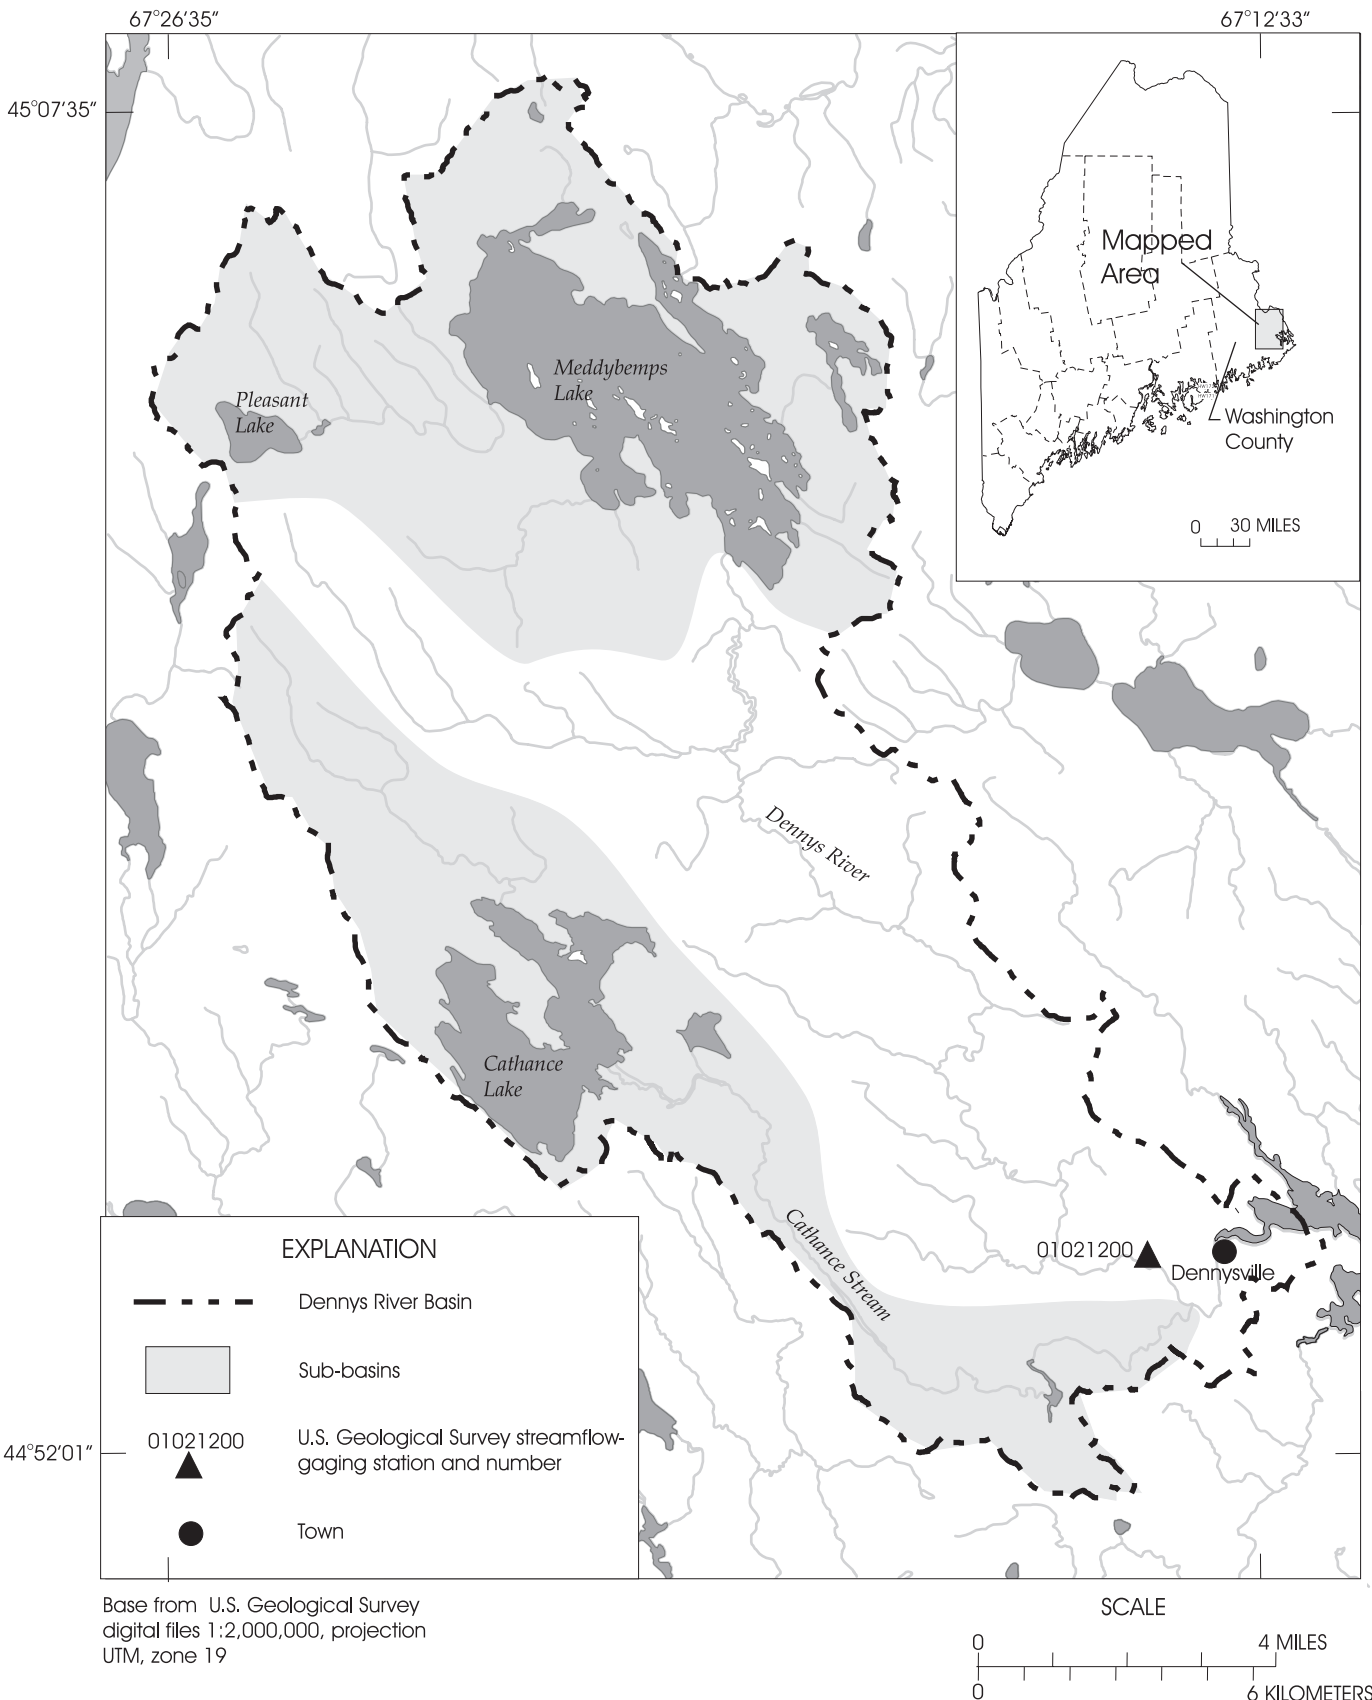 67°26'35"
67°12'33"
45°07'35"
Mapped
Area
Washington
County
0 30 MILES
Meddybemps
Lake
Pleasant
Lake
Dennys River
Cathance
Lake
Cathance Stream
01021200
Dennysville
EXPLANATION
Dennys River Basin
Sub-basins
01021200
U.S. Geological Survey streamflow-
gaging station and number
Town
44°52'01"
Base from U.S. Geological Survey
digital files 1:2,000,000, projection
UTM, zone 19
SCALE
0 4 MILES
0 6 KILOMETERS